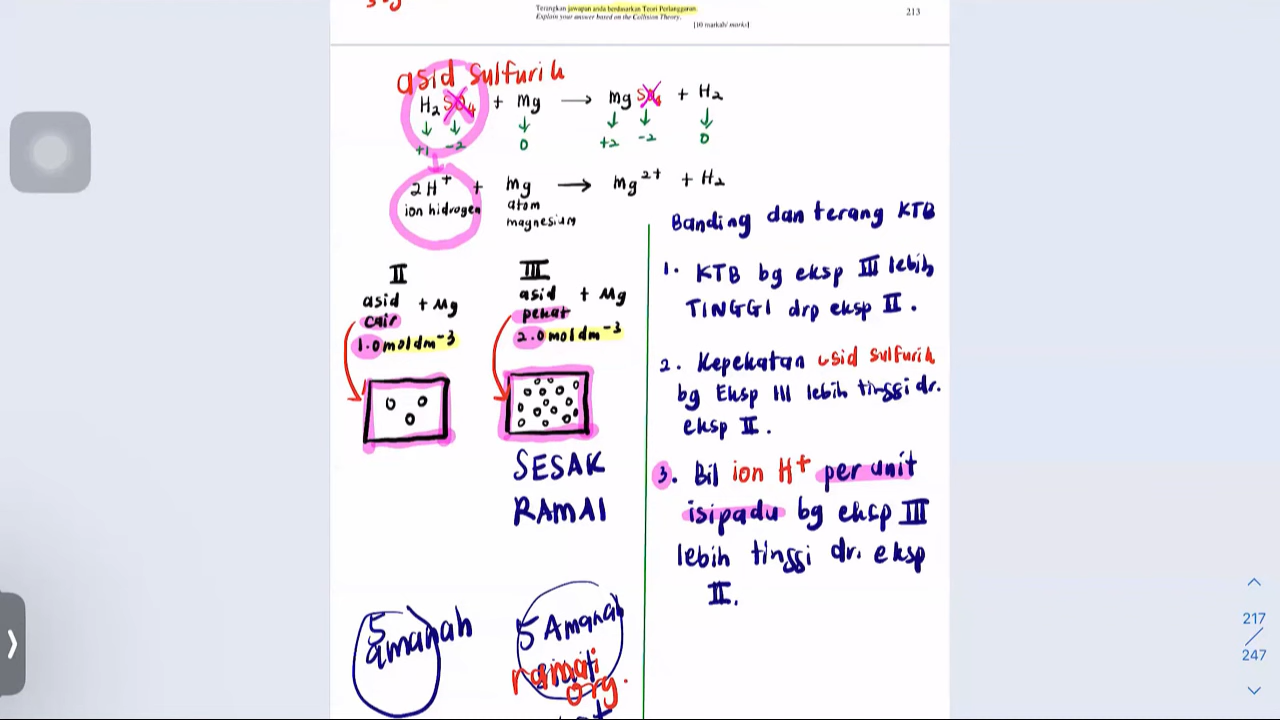 Terangkan jawapan anda berdasarkan Teori Perlanggaran.
Explain your answer based on the Collision Theory.
[10 markah/ marks]
213
asid sulfurik
H₂SO₄ + Mg → MgSO₄ + H₂
↓ ↓ ↓ ↓ ↓ ↓
+1 -2 0 +2 -2 0
2H⁺ + Mg → Mg²⁺ + H₂
ion hidrogen atom
magnesium
II
asid + Mg
cair
1.0 moldm⁻³
III
asid + Mg
pekat
2.0 moldm⁻³
SESAK
RAMAI
5 amanah
5 Amanah
ramai
org.
Banding dan terang KTB
1. KTB bg eksp III lebih
TINGGI drp eksp II.
2. Kepekatan asid sulfurik
bg Eksp III lebih tinggi dr.
eksp II.
3. Bil ion H⁺ per unit
isipadu bg eksp III
lebih tinggi dr. eksp
II.
217
247